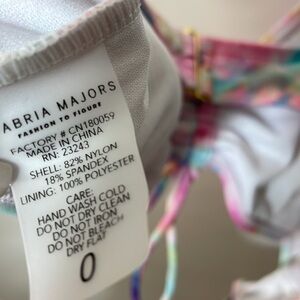 ABRIA MAJORS
FASHION TO FIGURE
FACTORY # CN180059
MADE IN CHINA
RN: 23243
SHELL: 82% NYLON
18% SPANDEX
LINING: 100% POLYESTER
CARE:
HAND WASH COLD
DO NOT DRY CLEAN
DO NOT IRON
DO NOT BLEACH
DRY FLAT
0